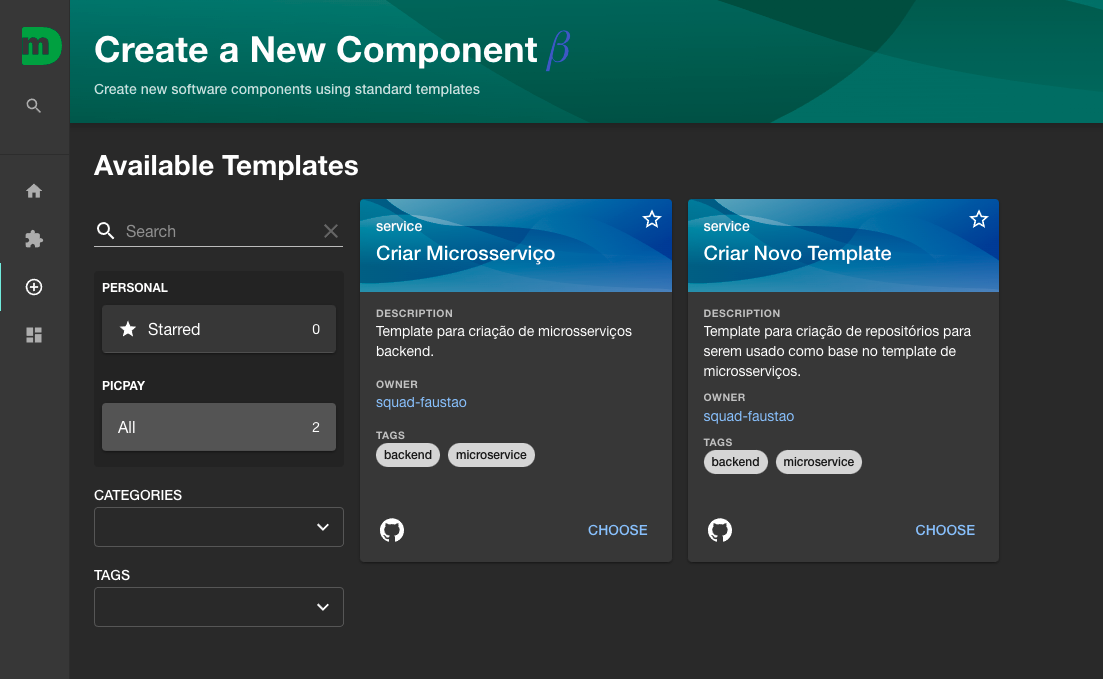 m
Create a New Component β
Create new software components using standard templates
Available Templates
Search
PERSONAL
Starred 0
PICPAY
All 2
CATEGORIES
TAGS
service
Criar Microsserviço
DESCRIPTION
Template para criação de microsserviços
backend.
OWNER
squad-faustao
TAGS
backend microservice
CHOOSE
service
Criar Novo Template
DESCRIPTION
Template para criação de repositórios para
serem usado como base no template de
microsserviços.
OWNER
squad-faustao
TAGS
backend microservice
CHOOSE